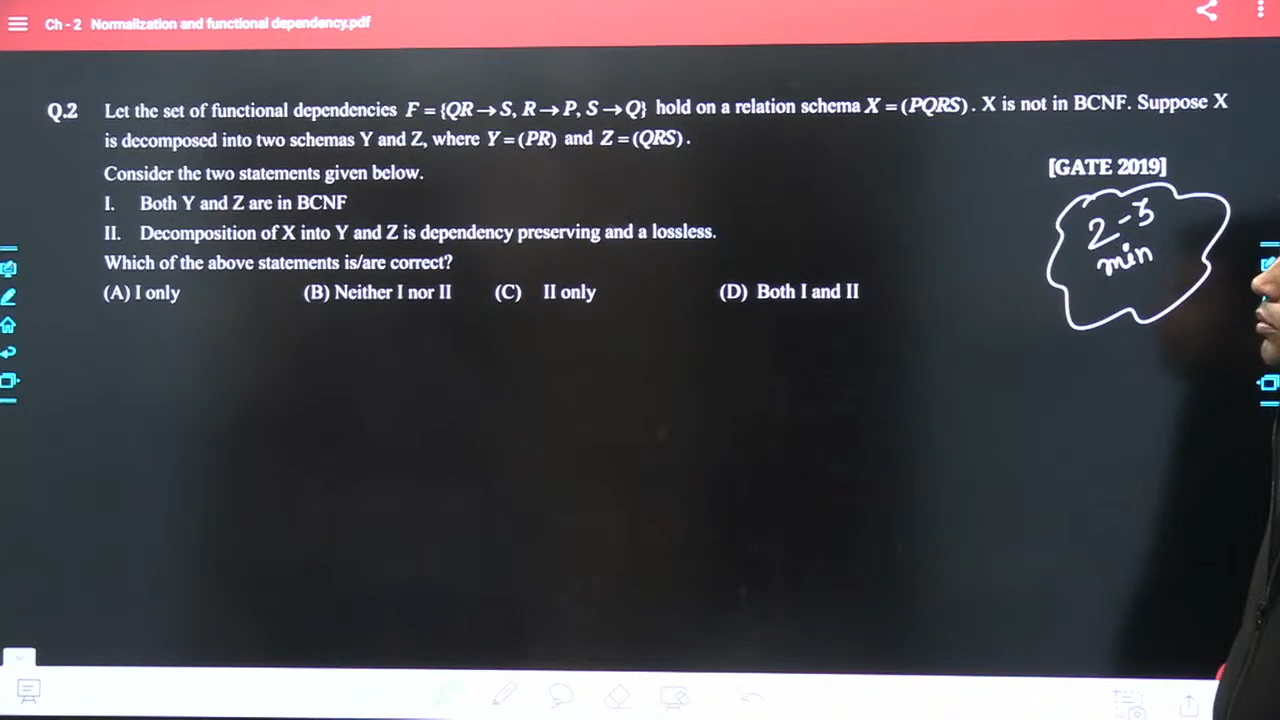 Ch - 2 Normalization and functional dependency.pdf
Q.2 Let the set of functional dependencies F = {QR → S, R → P, S → Q} hold on a relation schema X = (PQRS). X is not in BCNF. Suppose X
is decomposed into two schemas Y and Z, where Y = (PR) and Z = (QRS).
Consider the two statements given below.
[GATE 2019]
I. Both Y and Z are in BCNF
II. Decomposition of X into Y and Z is dependency preserving and a lossless.
Which of the above statements is/are correct?
(A) I only (B) Neither I nor II (C) II only (D) Both I and II
2-3
min